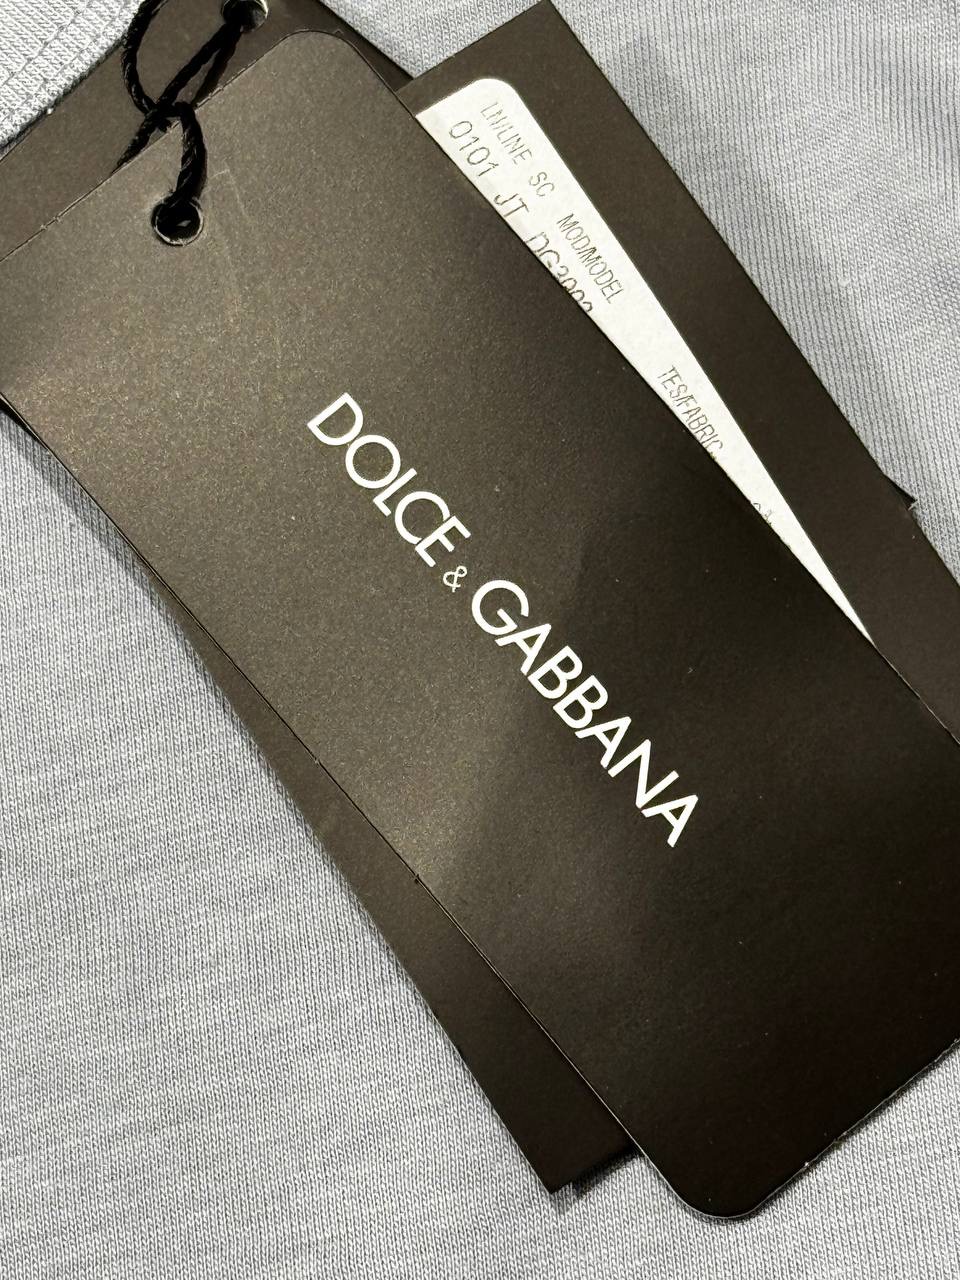 LIN/LINE SC MOD/MODEL TES/FABRIC
0101 JT
DOLCE & GABBANA